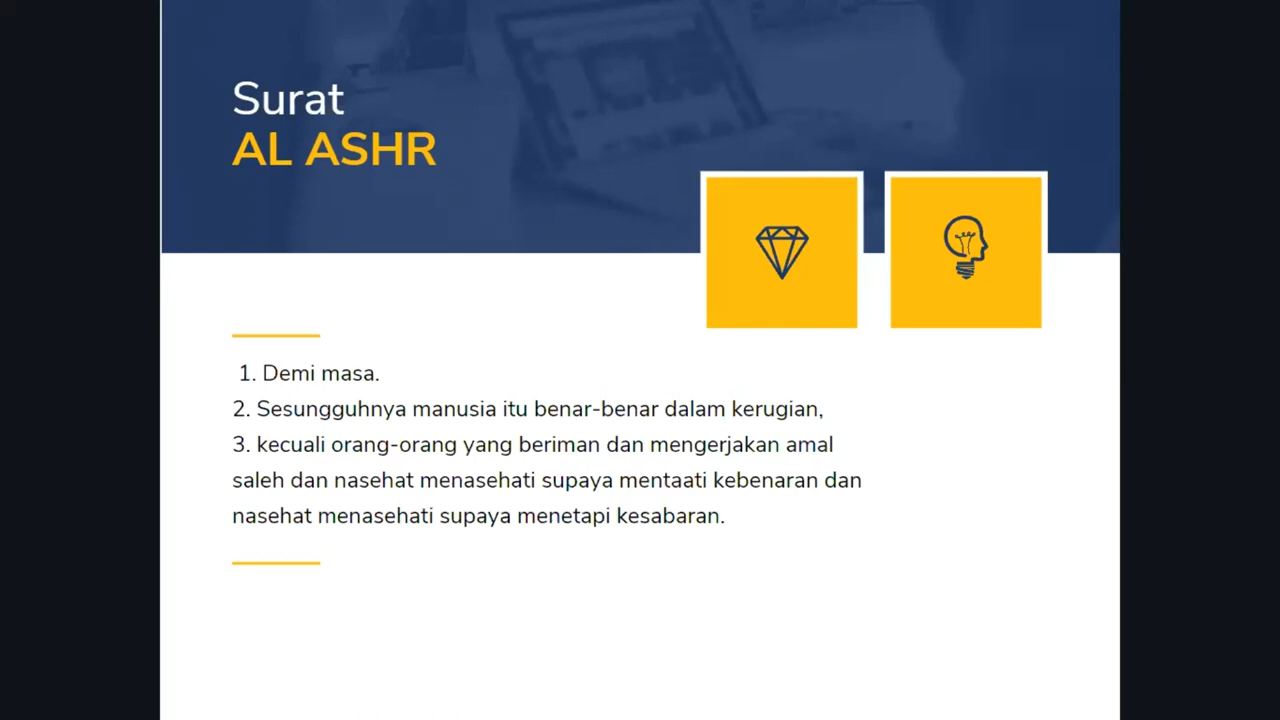 Surat
AL ASHR
1. Demi masa.
2. Sesungguhnya manusia itu benar-benar dalam kerugian,
3. kecuali orang-orang yang beriman dan mengerjakan amal
saleh dan nasehat menasehati supaya mentaati kebenaran dan
nasehat menasehati supaya menetapi kesabaran.